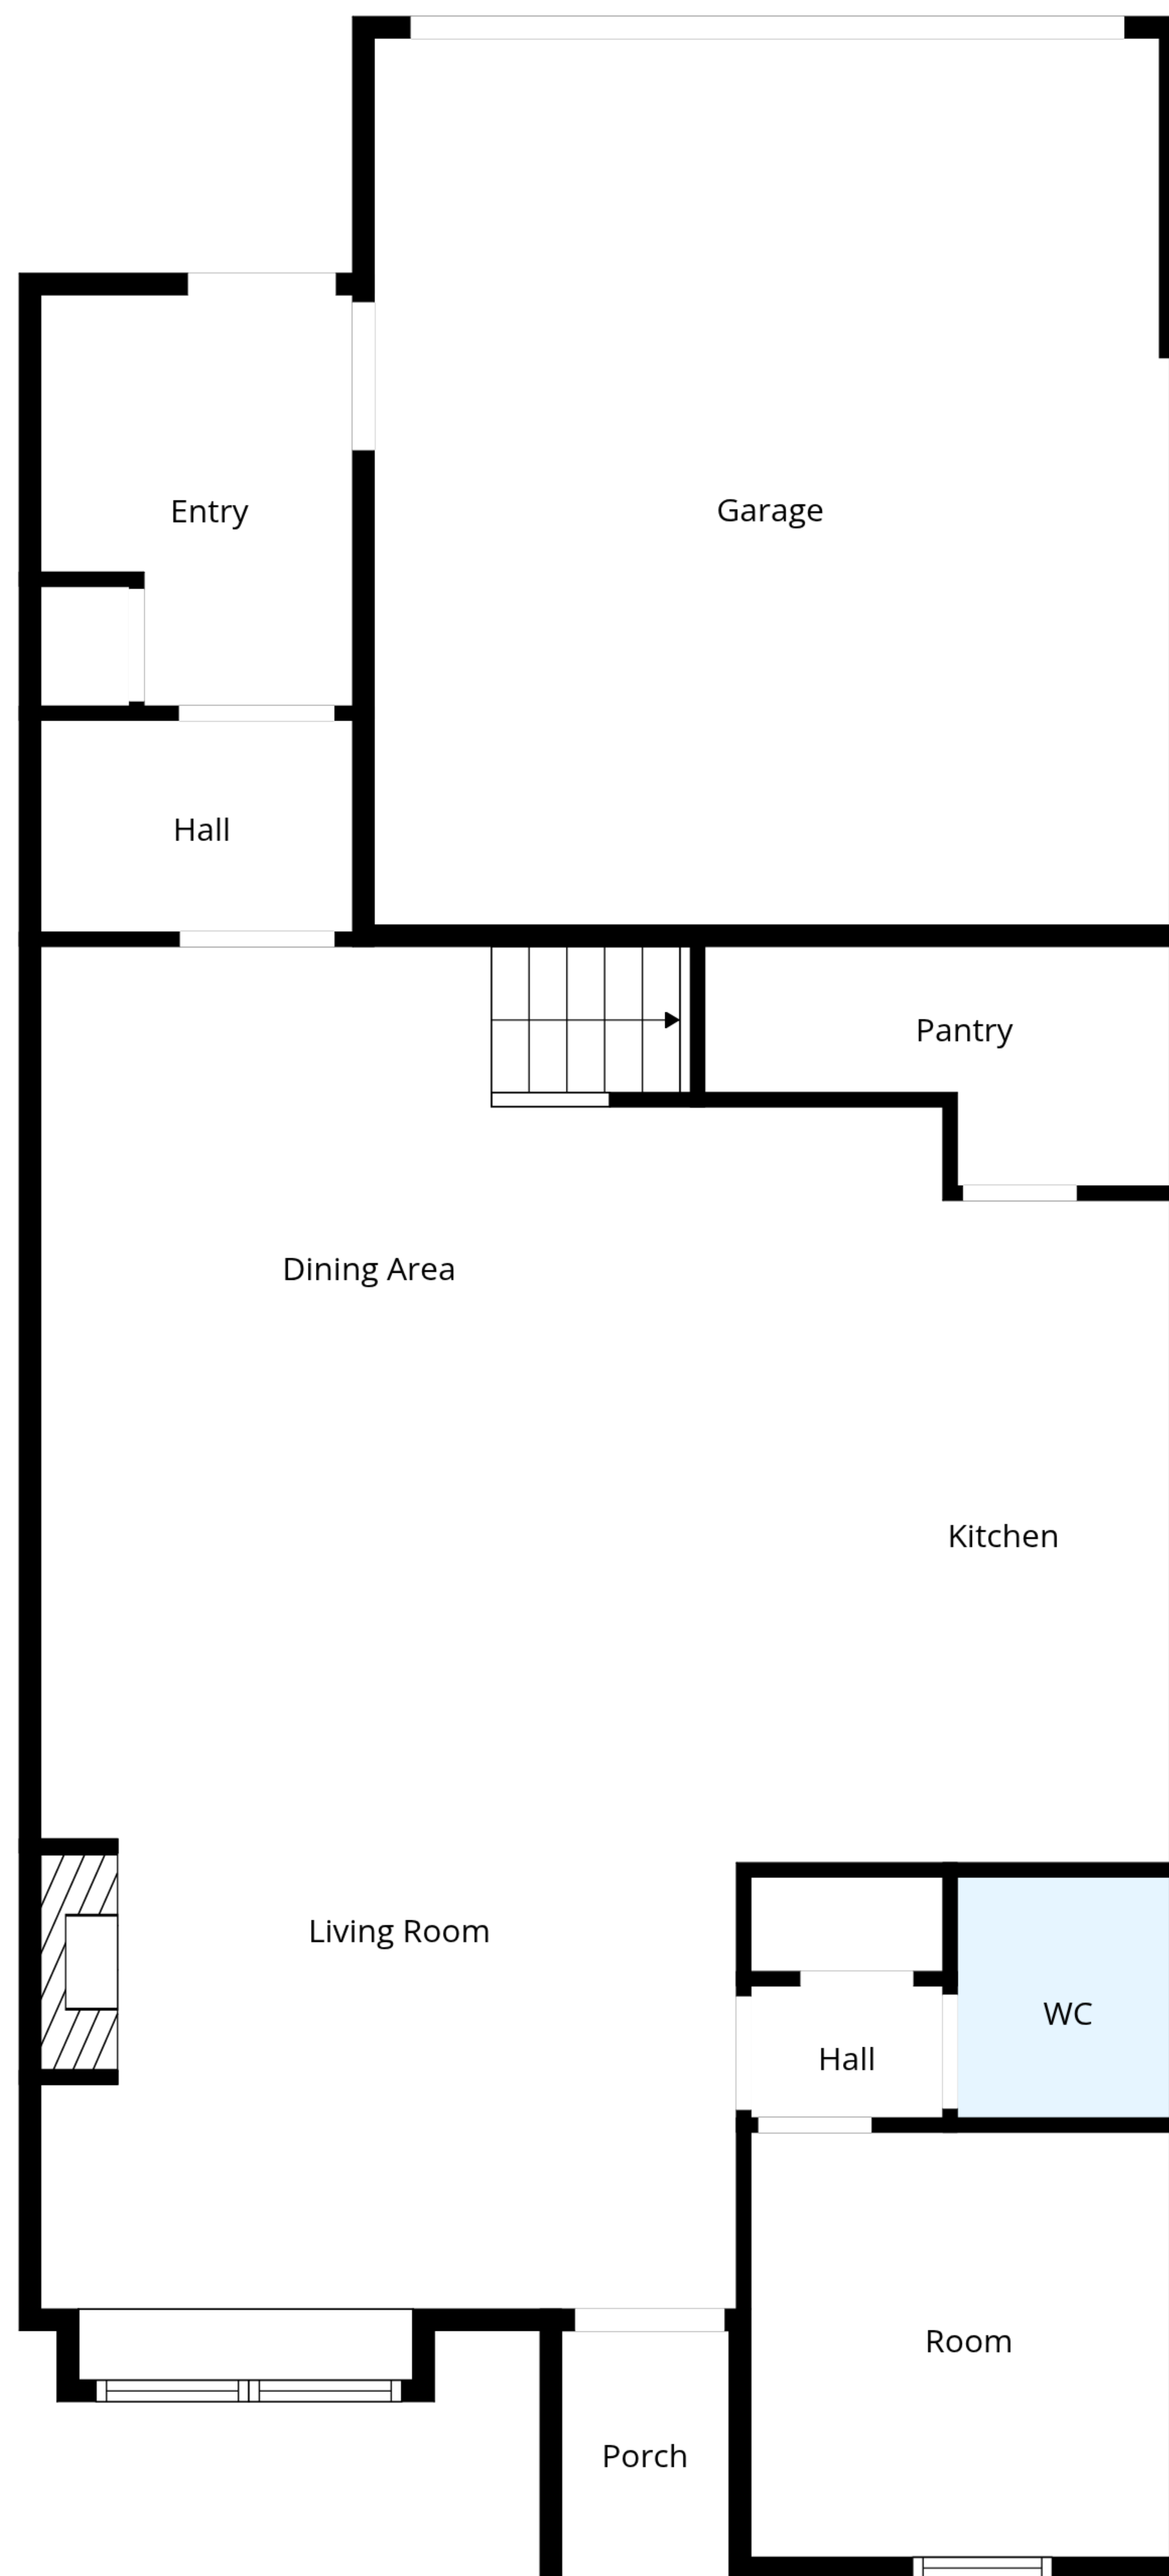 Garage
Entry
Hall
Pantry
Dining Area
Kitchen
Living Room
WC
Hall
Room
Porch